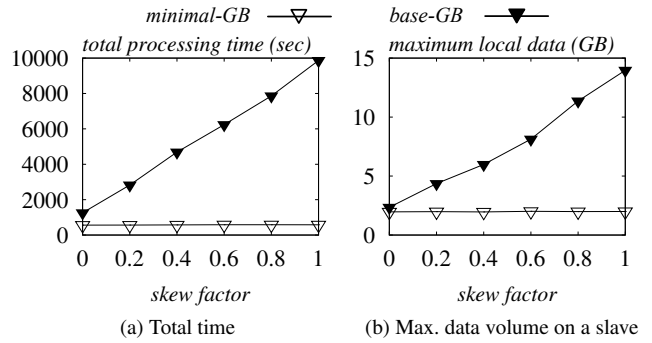 minimal-GB base-GB
total processing time (sec)
10000
8000
6000
4000
2000
0
0 0.2 0.4 0.6 0.8 1
skew factor
(a) Total time
maximum local data (GB)
15
10
5
0
0 0.2 0.4 0.6 0.8 1
skew factor
(b) Max. data volume on a slave